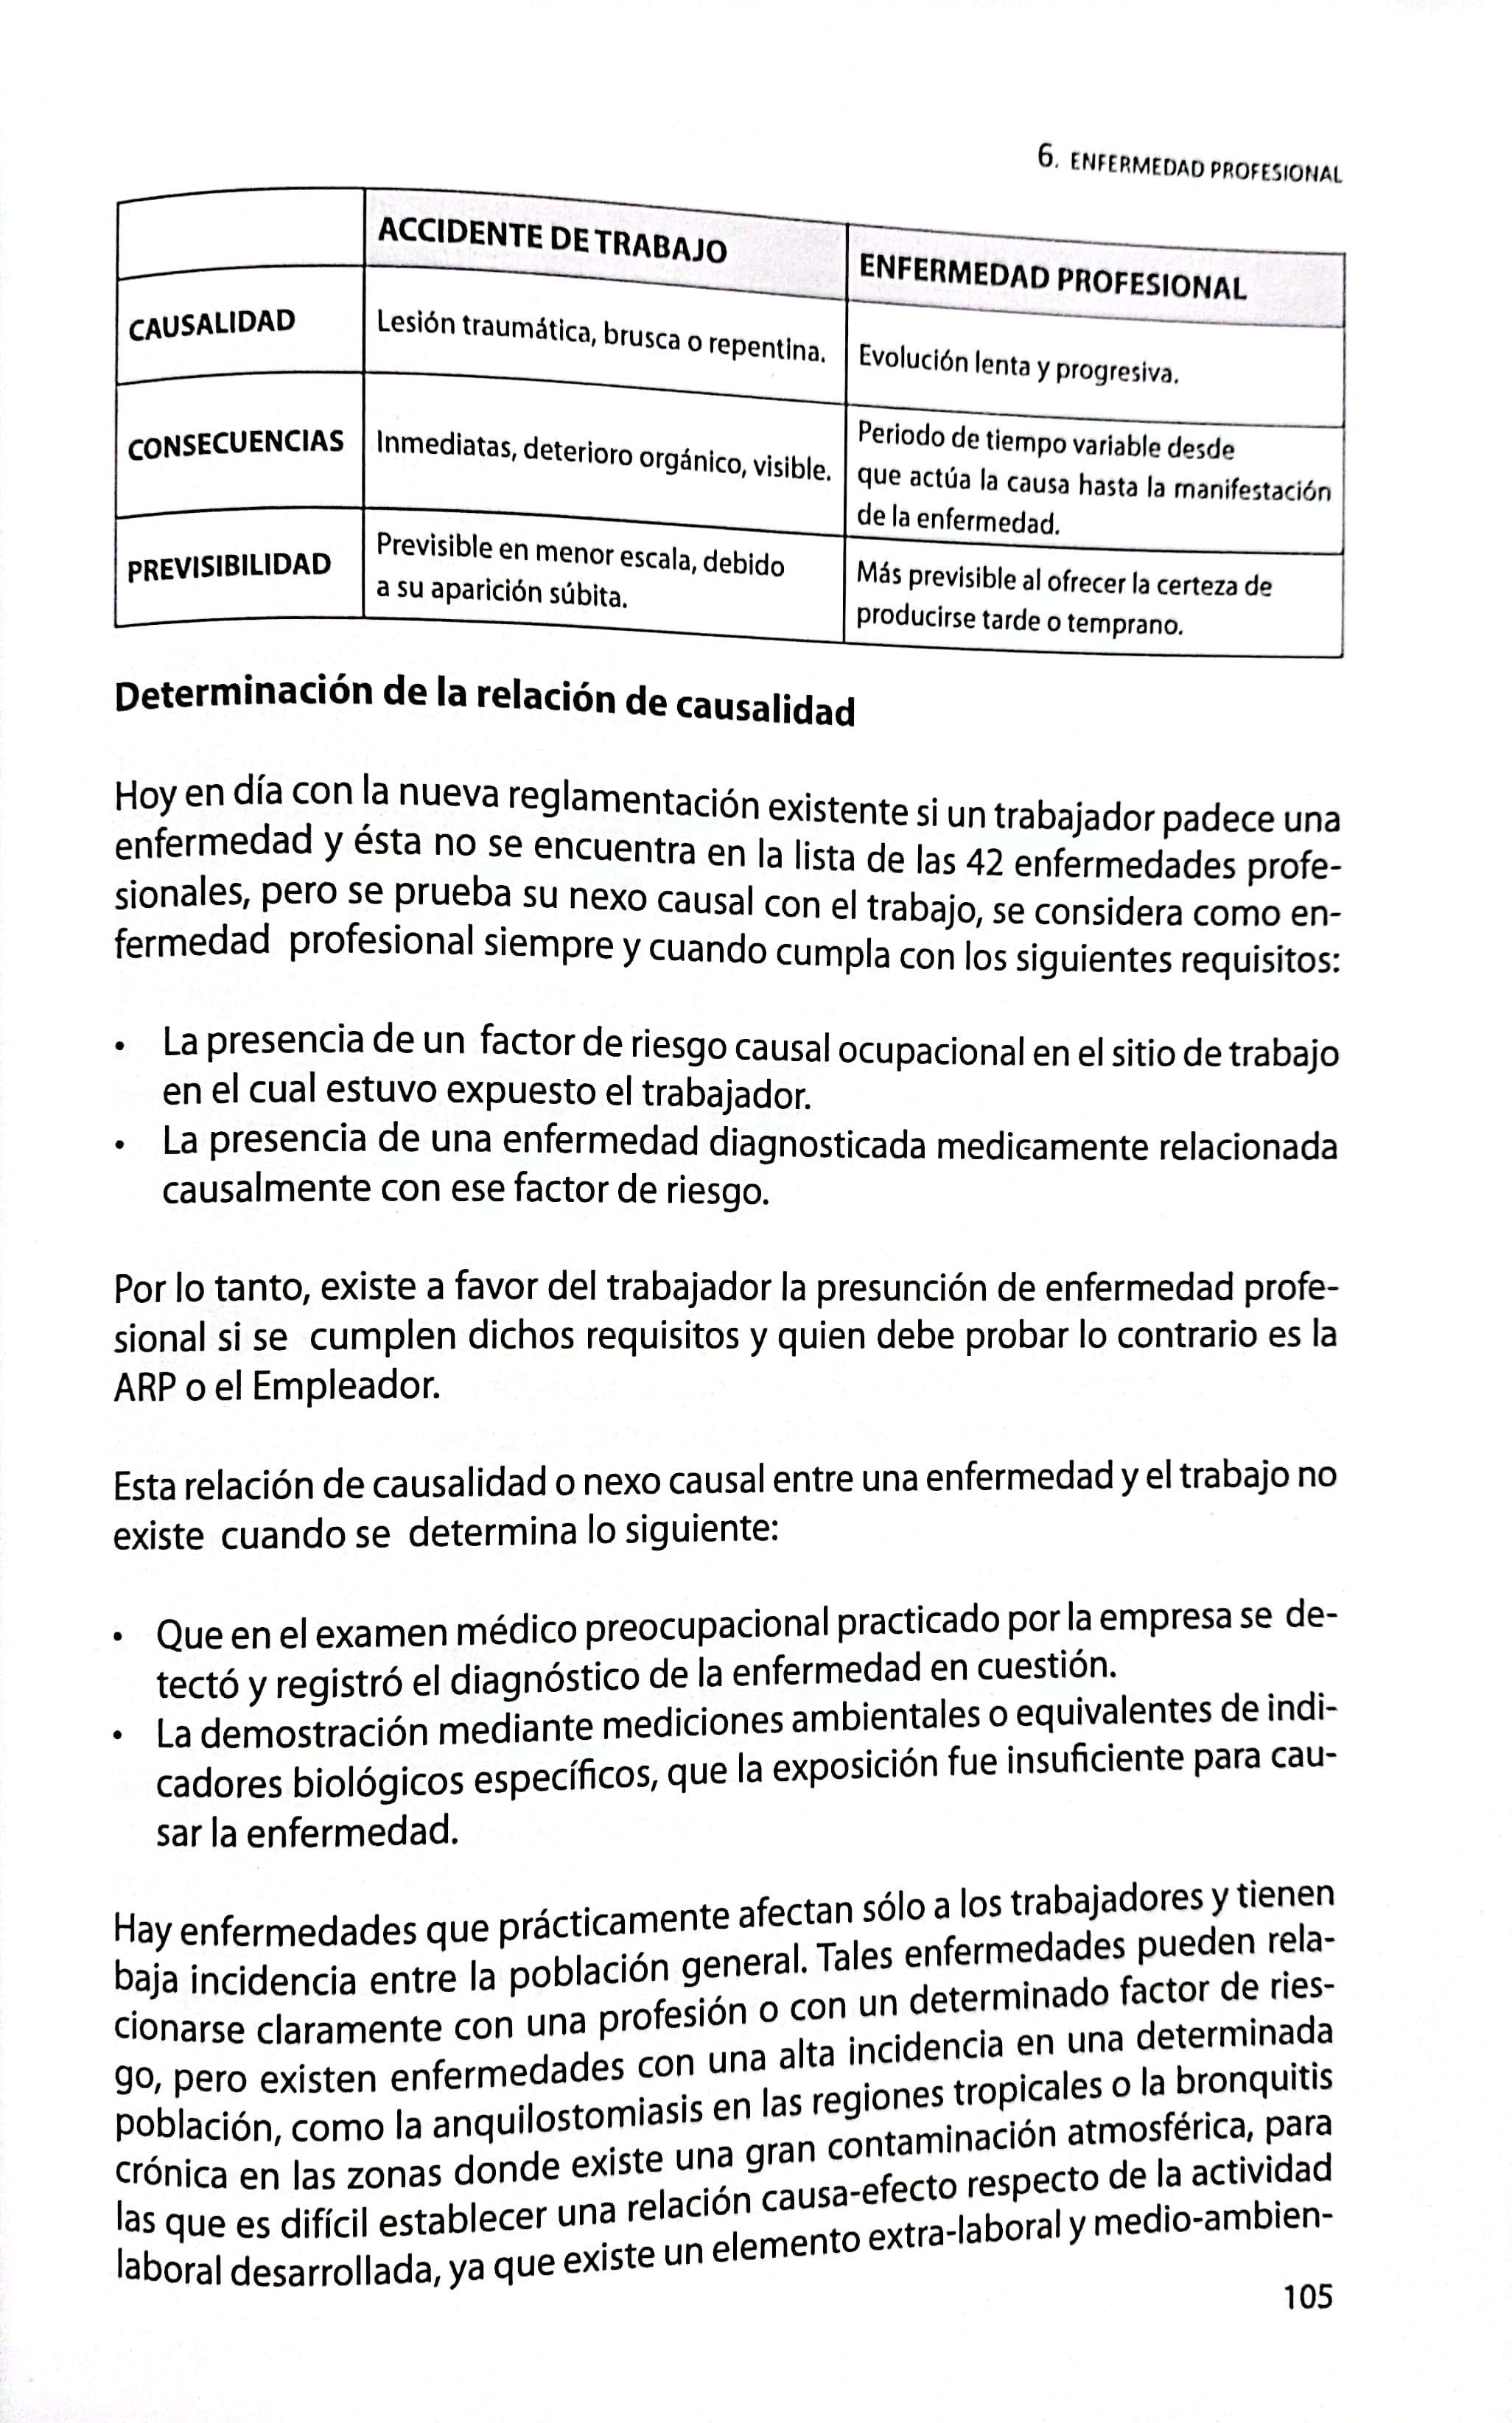 6. ENFERMEDAD PROFESIONAL
ACCIDENTE DE TRABAJO
ENFERMEDAD PROFESIONAL
CAUSALIDAD
Lesión traumática, brusca o repentina.
Evolución lenta y progresiva.
CONSECUENCIAS
Inmediatas, deterioro orgánico, visible.
Periodo de tiempo variable desde
que actúa la causa hasta la manifestación
de la enfermedad.
PREVISIBILIDAD
Previsible en menor escala, debido
a su aparición súbita.
Más previsible al ofrecer la certeza de
producirse tarde o temprano.
Determinación de la relación de causalidad
Hoy en día con la nueva reglamentación existente si un trabajador padece una
enfermedad y ésta no se encuentra en la lista de las 42 enfermedades profe-
sionales, pero se prueba su nexo causal con el trabajo, se considera como en-
fermedad profesional siempre y cuando cumpla con los siguientes requisitos:
• La presencia de un factor de riesgo causal ocupacional en el sitio de trabajo
en el cual estuvo expuesto el trabajador.
• La presencia de una enfermedad diagnosticada medicamente relacionada
causalmente con ese factor de riesgo.
Por lo tanto, existe a favor del trabajador la presunción de enfermedad profe-
sional si se cumplen dichos requisitos y quien debe probar lo contrario es la
ARP o el Empleador.
Esta relación de causalidad o nexo causal entre una enfermedad y el trabajo no
existe cuando se determina lo siguiente:
• Que en el examen médico preocupacional practicado por la empresa se de-
tectó y registró el diagnóstico de la enfermedad en cuestión.
• La demostración mediante mediciones ambientales o equivalentes de indi-
cadores biológicos específicos, que la exposición fue insuficiente para cau-
sar la enfermedad.
Hay enfermedades que prácticamente afectan sólo a los trabajadores y tienen
baja incidencia entre la población general. Tales enfermedades pueden rela-
cionarse claramente con una profesión o con un determinado factor de ries-
go, pero existen enfermedades con una alta incidencia en una determinada
población, como la anquilostomiasis en las regiones tropicales o la bronquitis
crónica en las zonas donde existe una gran contaminación atmosférica, para
las que es difícil establecer una relación causa-efecto respecto de la actividad
laboral desarrollada, ya que existe un elemento extra-laboral y medio-ambien-
105